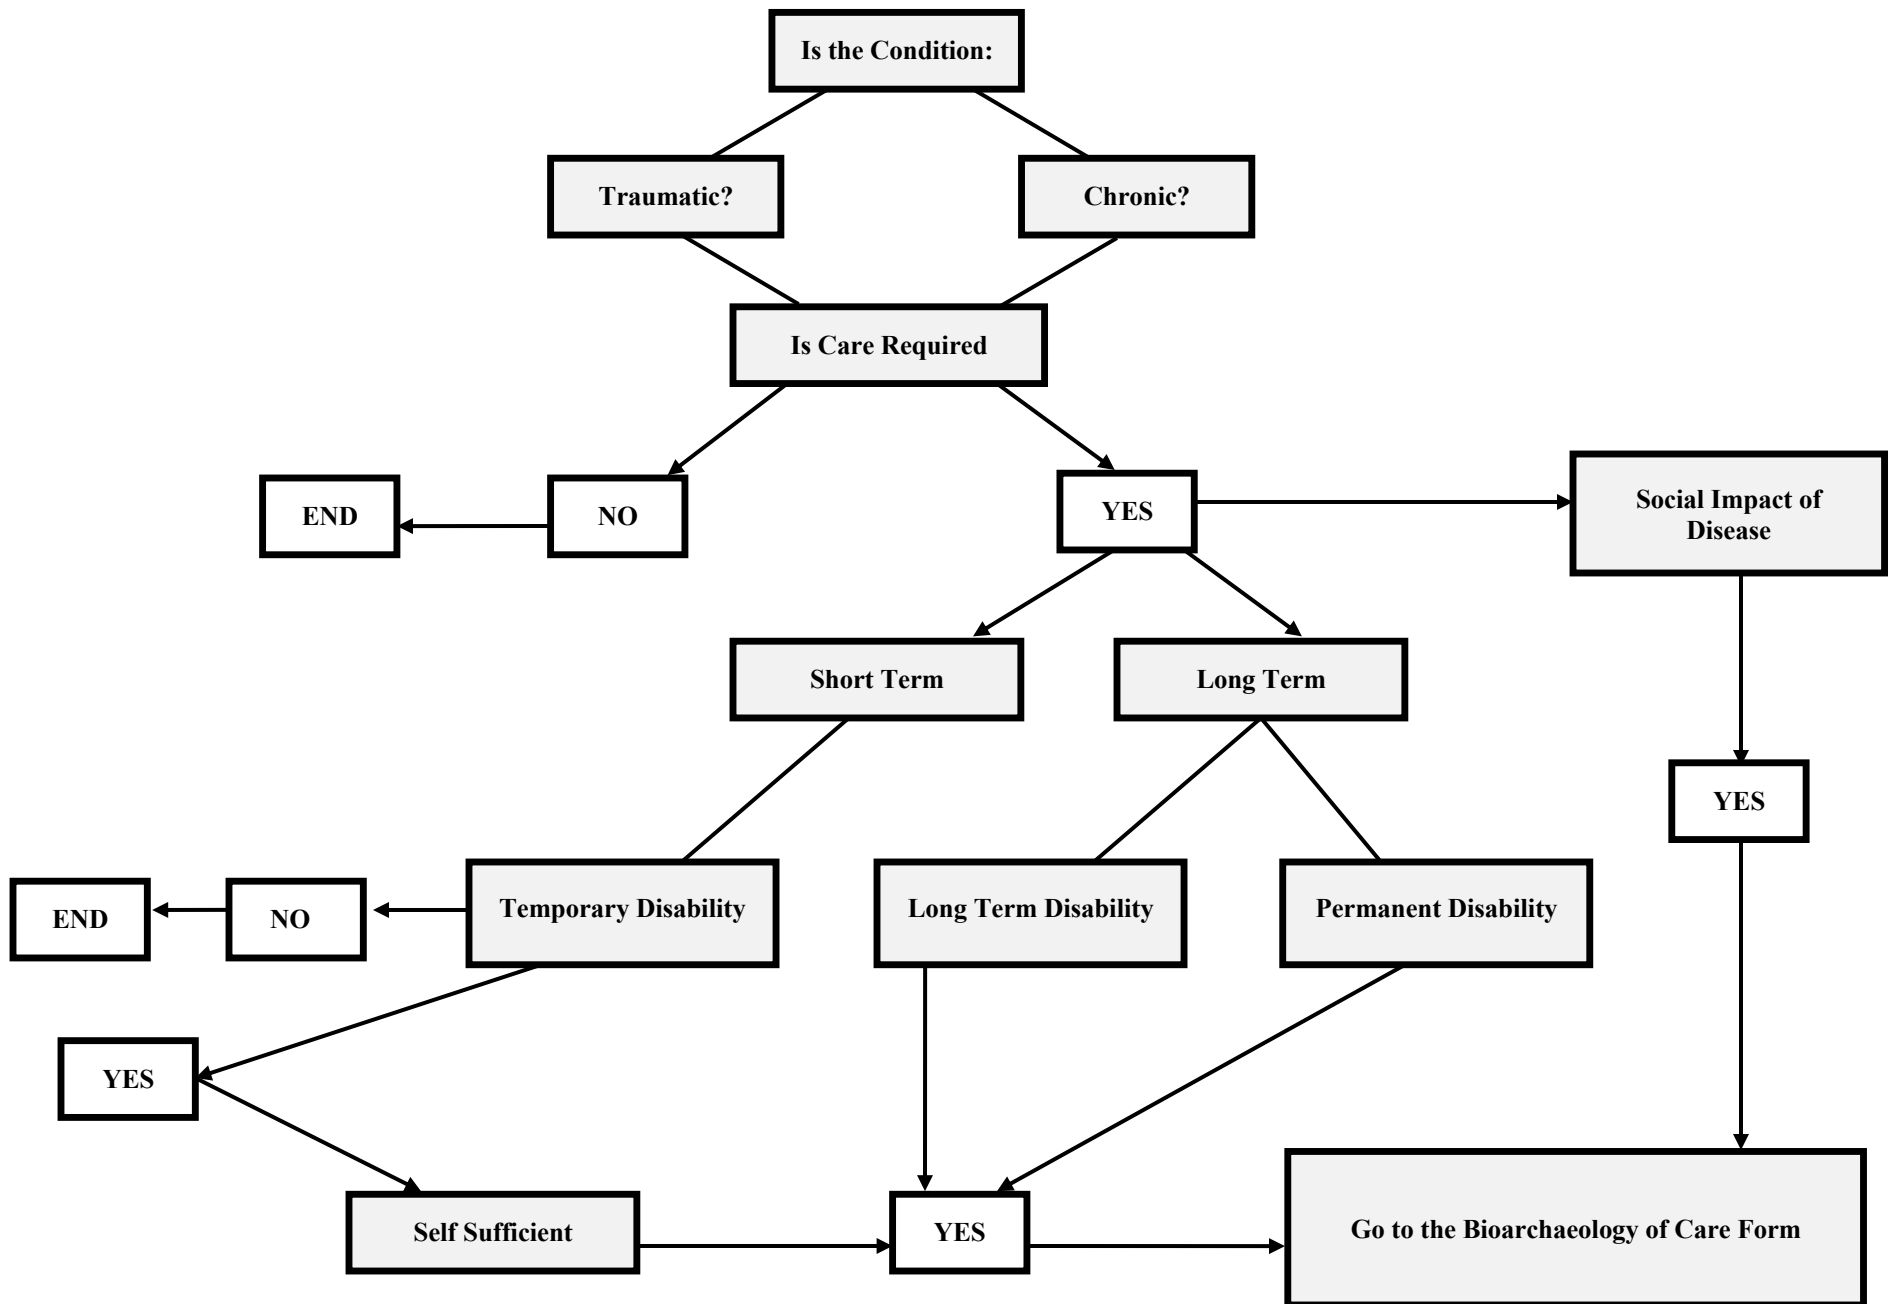 Is the Condition:
Traumatic?
Chronic?
Is Care Required
END
NO
YES
Social Impact of
Disease
Short Term
Long Term
YES
END
NO
Temporary Disability
Long Term Disability
Permanent Disability
YES
Self Sufficient
YES
Go to the Bioarchaeology of Care Form